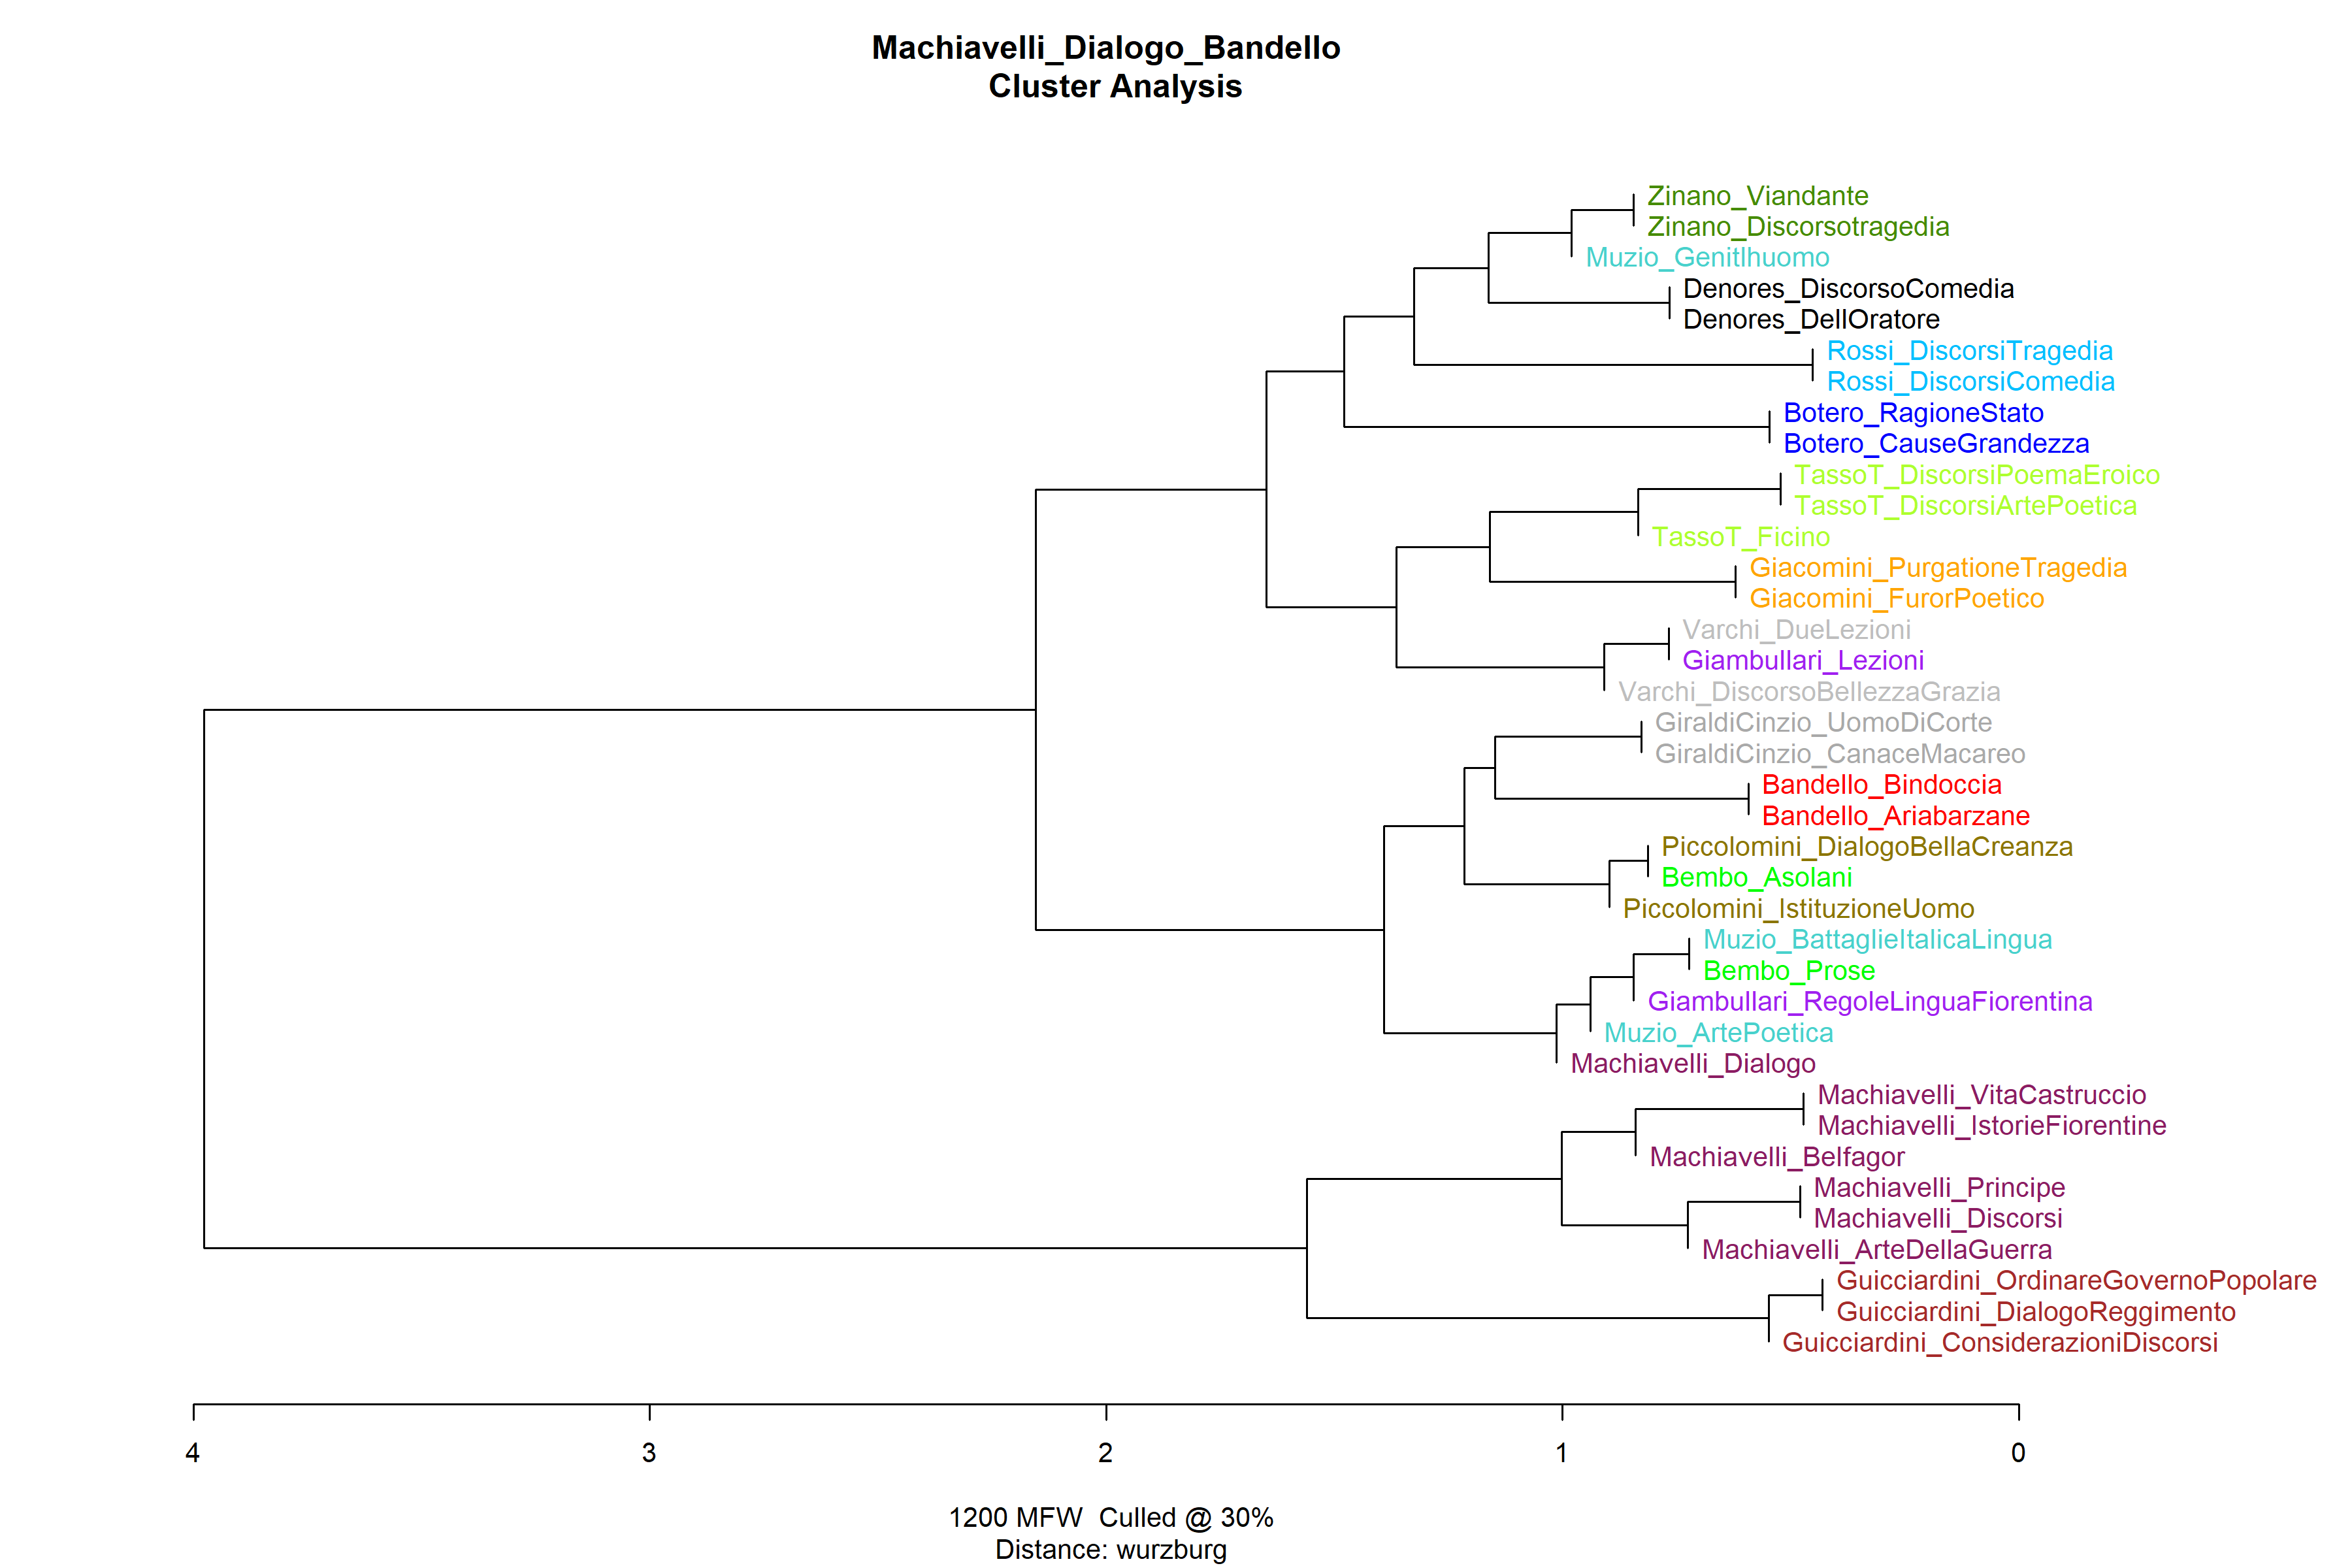 Machiavelli_Dialogo_Bandello
Cluster Analysis
Zinano_Viandante
Zinano_Discorsotragedia
Muzio_Genitlhuomo
Denores_DiscorsoComedia
Denores_DellOratore
Rossi_DiscorsiTragedia
Rossi_DiscorsiComedia
Botero_RagioneStato
Botero_CauseGrandezza
TassoT_DiscorsiPoemaEroico
TassoT_DiscorsiArtePoetica
TassoT_Ficino
Giacomini_PurgationeTragedia
Giacomini_FurorPoetico
Varchi_DueLezioni
Giambullari_Lezioni
Varchi_DiscorsoBellezzaGrazia
GiraldiCinzio_UomoDiCorte
GiraldiCinzio_CanaceMacareo
Bandello_Bindoccia
Bandello_Ariabarzane
Piccolomini_DialogoBellaCreanza
Bembo_Asolani
Piccolomini_IstituzioneUomo
Muzio_BattaglieItalicaLingua
Bembo_Prose
Giambullari_RegoleLinguaFiorentina
Muzio_ArtePoetica
Machiavelli_Dialogo
Machiavelli_VitaCastruccio
Machiavelli_IstorieFiorentine
Machiavelli_Belfagor
Machiavelli_Principe
Machiavelli_Discorsi
Machiavelli_ArteDellaGuerra
Guicciardini_OrdinareGovernoPopolare
Guicciardini_DialogoReggimento
Guicciardini_ConsiderazioniDiscorsi
4 3 2 1 0
1200 MFW  Culled @ 30%
Distance: wurzburg